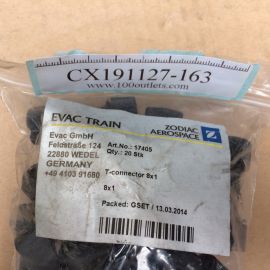 CX191127-163
www.100outlets.com
EVAC TRAIN
ZODIAC
AEROSPACE
Evac GmbH
Feldstraße 124
22880 WEDEL
GERMANY
+49 4103 91680
Art.No.: 17405
Qty.: 20 Stk
T-connector 8x1
8x1
Packed: GSET / 13.03.2014